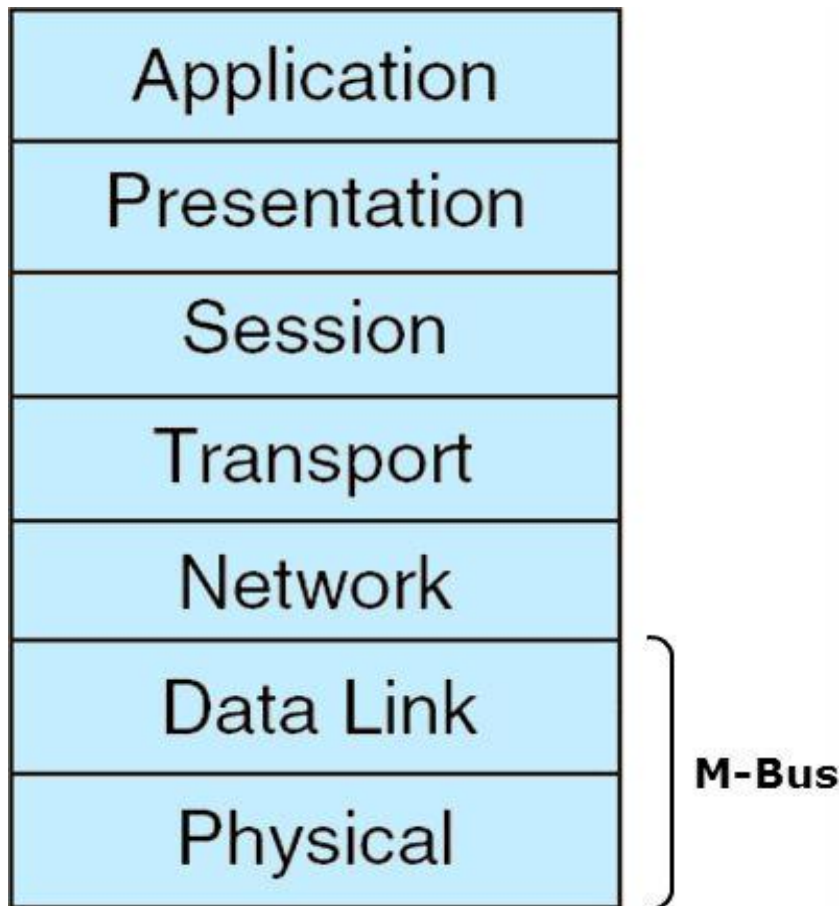 Application
Presentation
Session
Transport
Network
Data Link
M-Bus
Physical